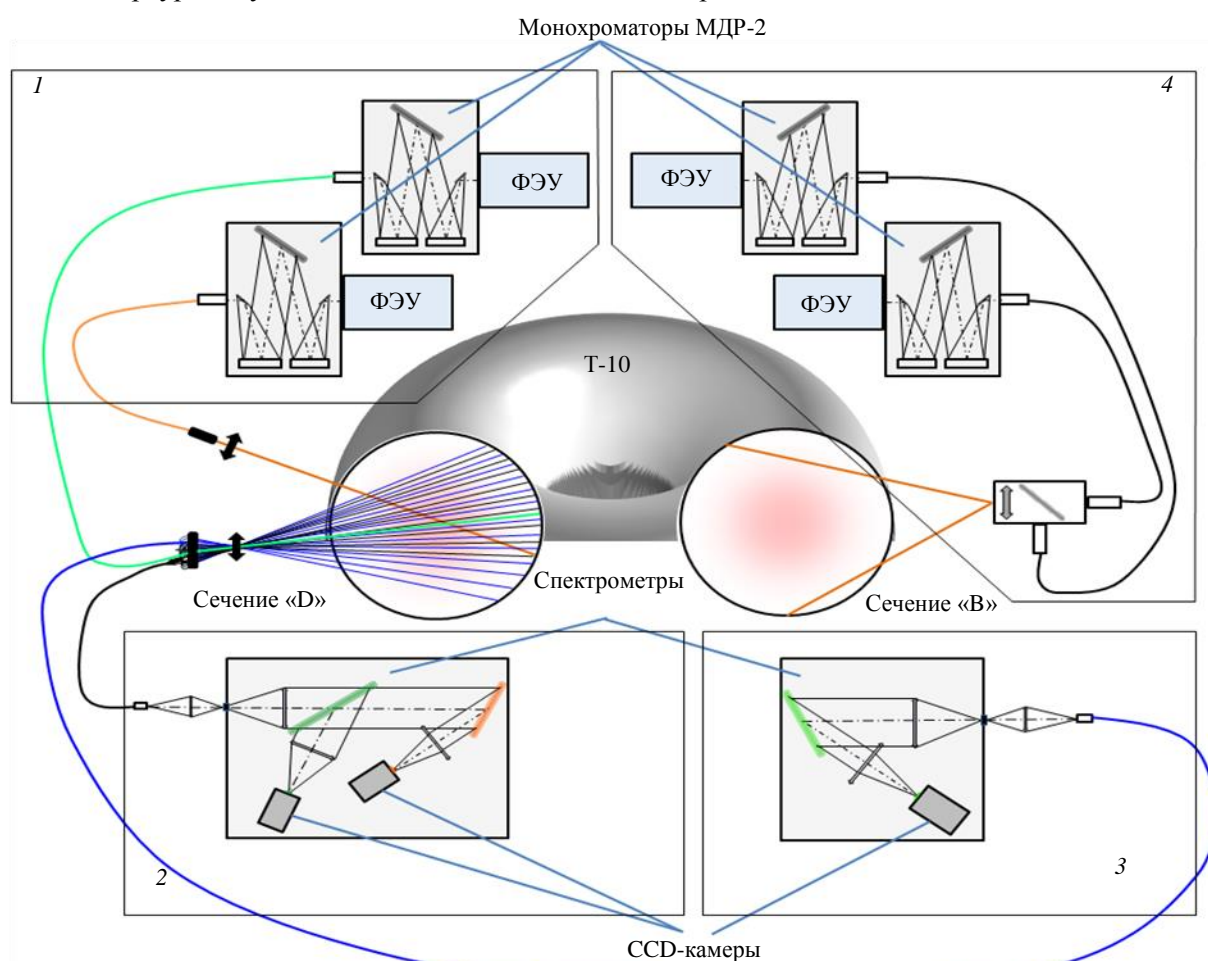 Монохроматоры МДР-2
1
4
ФЭУ
ФЭУ
ФЭУ
ФЭУ
Т-10
Спектрометры
Сечение «D»
Сечение «В»
2
3
CCD-камеры